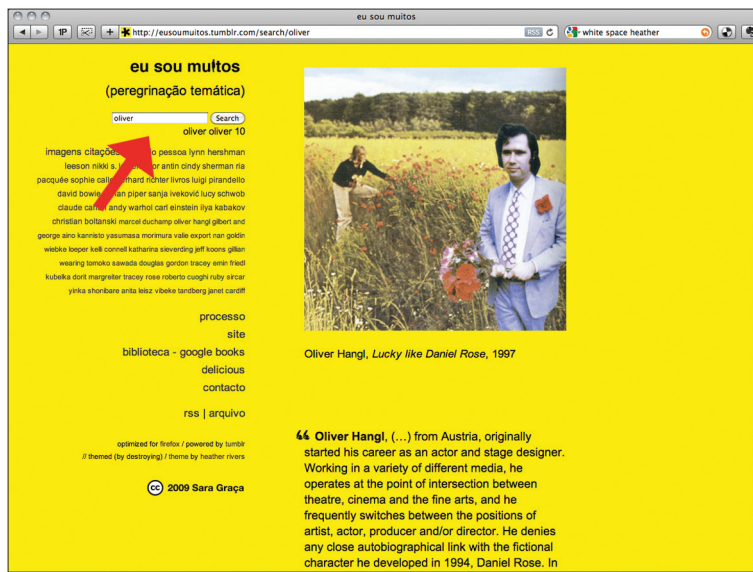 eu sou muitos
1P
http://eusoumuitos.tumblr.com/search/oliver
RSS
white space heather
eu sou muitos
(peregrinação temática)
oliver
Search
oliver oliver 10
imagens citações pessoa lynn hershman
leeson nikki s. antin cindy sherman ria
pacquée sophie calle richter livros luigi pirandello
david bowie piper sanja iveković lucy schwob
claude andy warhol carl einstein ilya kabakov
christian boltanski marcel duchamp oliver hangl gilbert and
george aino kannisto yasumasa morimura valie export nan goldin
wiebke loeper kelli connell katharina sieverding jeff koons gillian
wearing tomoko sawada douglas gordon tracey emin friedl
kubelka dorit margreiter tracey rose roberto cuoghi ruby sircar
yinka shonibare anita leisz vibeke tandberg janet cardiff
processo
site
biblioteca - google books
delicious
contacto
rss | arquivo
optimized for firefox / powered by tumblr
// themed (by destroying) / theme by heather rivers
cc 2009 Sara Graça
Oliver Hangl, Lucky like Daniel Rose, 1997
“ Oliver Hangl, (…) from Austria, originally
started his career as an actor and stage designer.
Working in a variety of different media, he
operates at the point of intersection between
theatre, cinema and the fine arts, and he
frequently switches between the positions of
artist, actor, producer and/or director. He denies
any close autobiographical link with the fictional
character he developed in 1994, Daniel Rose. In